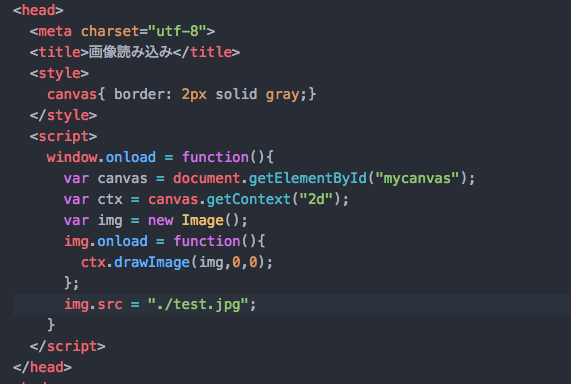 <head>
<meta charset="utf-8">
<title>画像読み込み</title>
<style>
canvas{ border: 2px solid gray;}
</style>
<script>
window.onload = function(){
var canvas = document.getElementById("mycanvas");
var ctx = canvas.getContext("2d");
var img = new Image();
img.onload = function(){
ctx.drawImage(img,0,0);
};
img.src = "./test.jpg";
}
</script>
</head>